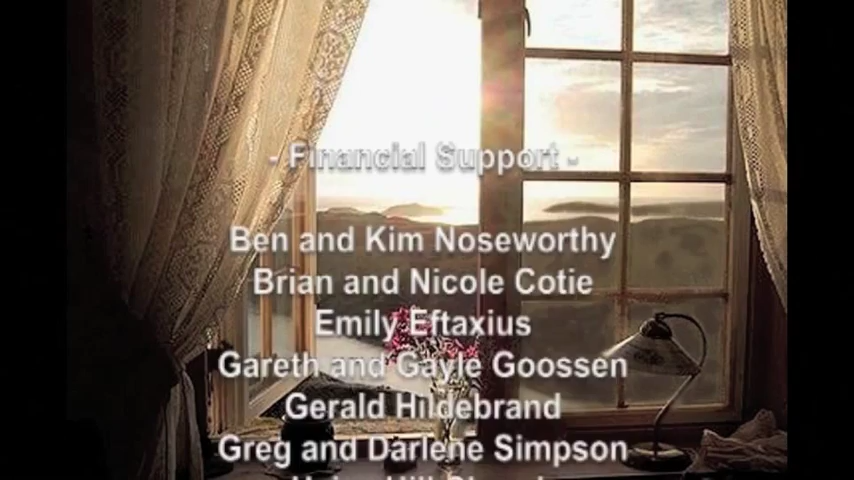 - Financial Support -
Ben and Kim Noseworthy
Brian and Nicole Cotie
Emily Eftaxius
Gareth and Gayle Goossen
Gerald Hildebrand
Greg and Darlene Simpson